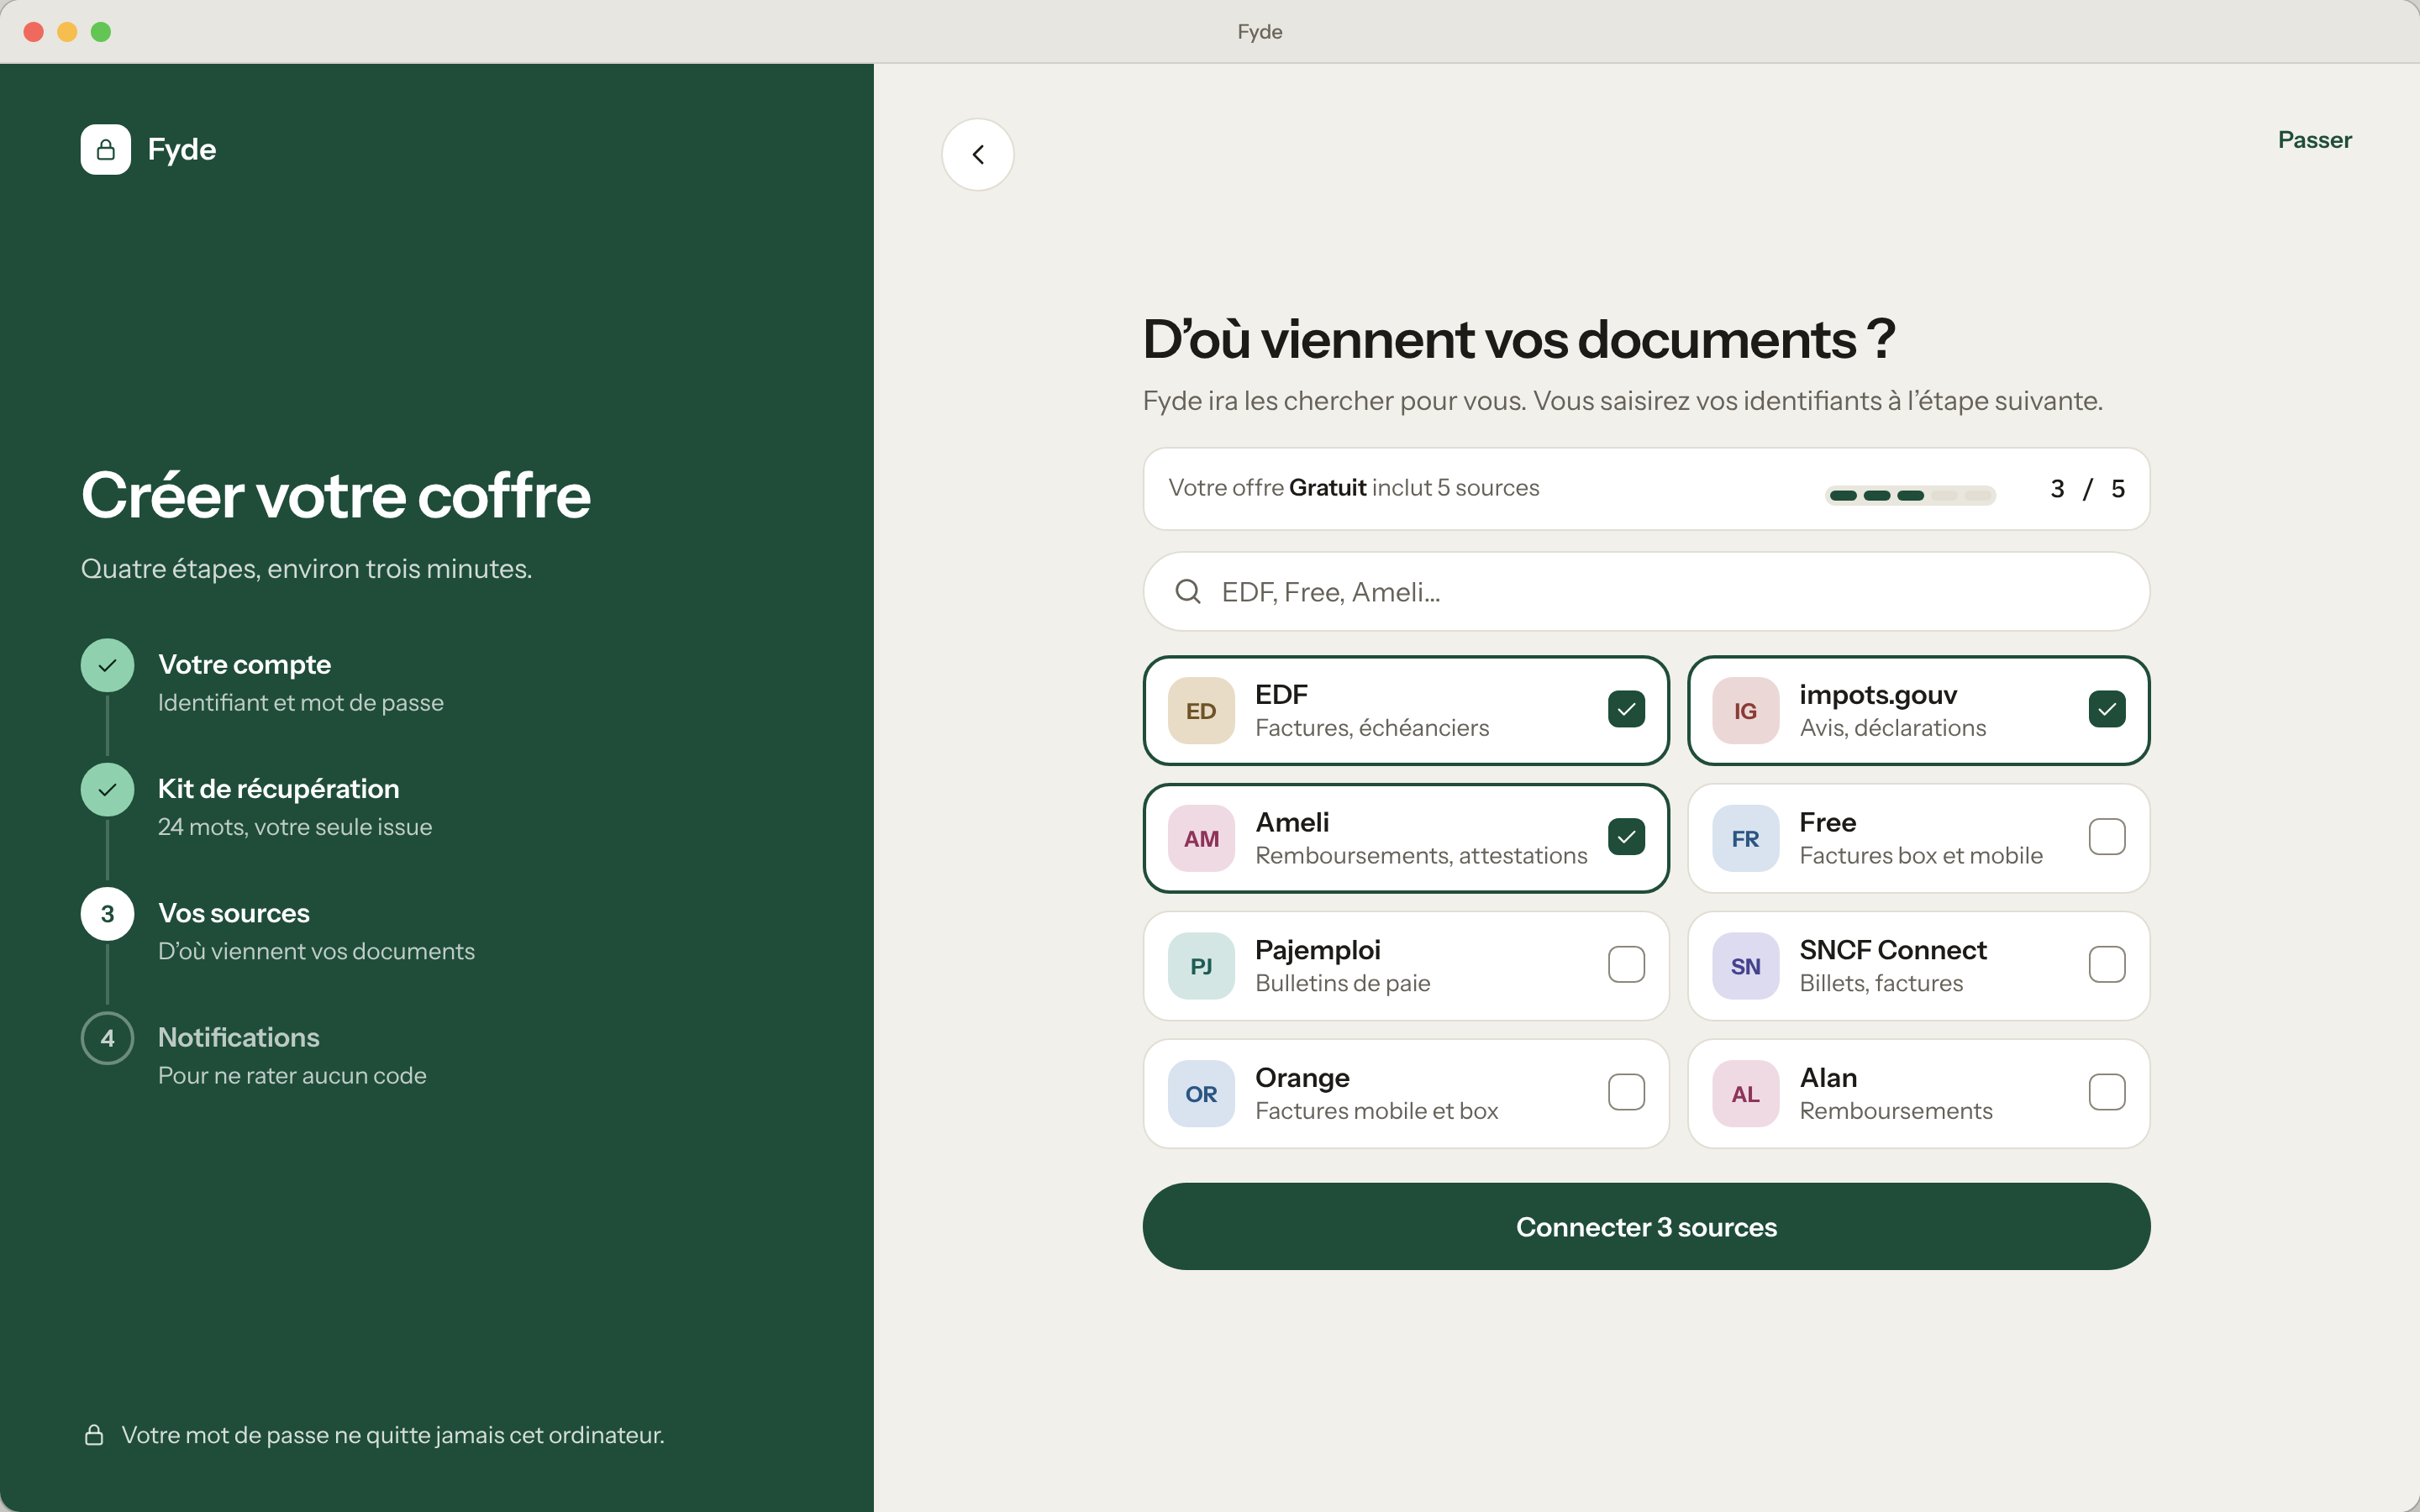 Fyde
Fyde
Créer votre coffre
Quatre étapes, environ trois minutes.
Votre compte
Identifiant et mot de passe
Kit de récupération
24 mots, votre seule issue
3
Vos sources
D’où viennent vos documents
4
Notifications
Pour ne rater aucun code
Votre mot de passe ne quitte jamais cet ordinateur.
Passer
D’où viennent vos documents ?
Fyde ira les chercher pour vous. Vous saisirez vos identifiants à l’étape suivante.
Votre offre Gratuit inclut 5 sources
3 / 5
EDF, Free, Ameli…
ED
EDF
Factures, échéanciers
IG
impots.gouv
Avis, déclarations
AM
Ameli
Remboursements, attestations
FR
Free
Factures box et mobile
PJ
Pajemploi
Bulletins de paie
SN
SNCF Connect
Billets, factures
OR
Orange
Factures mobile et box
AL
Alan
Remboursements
Connecter 3 sources